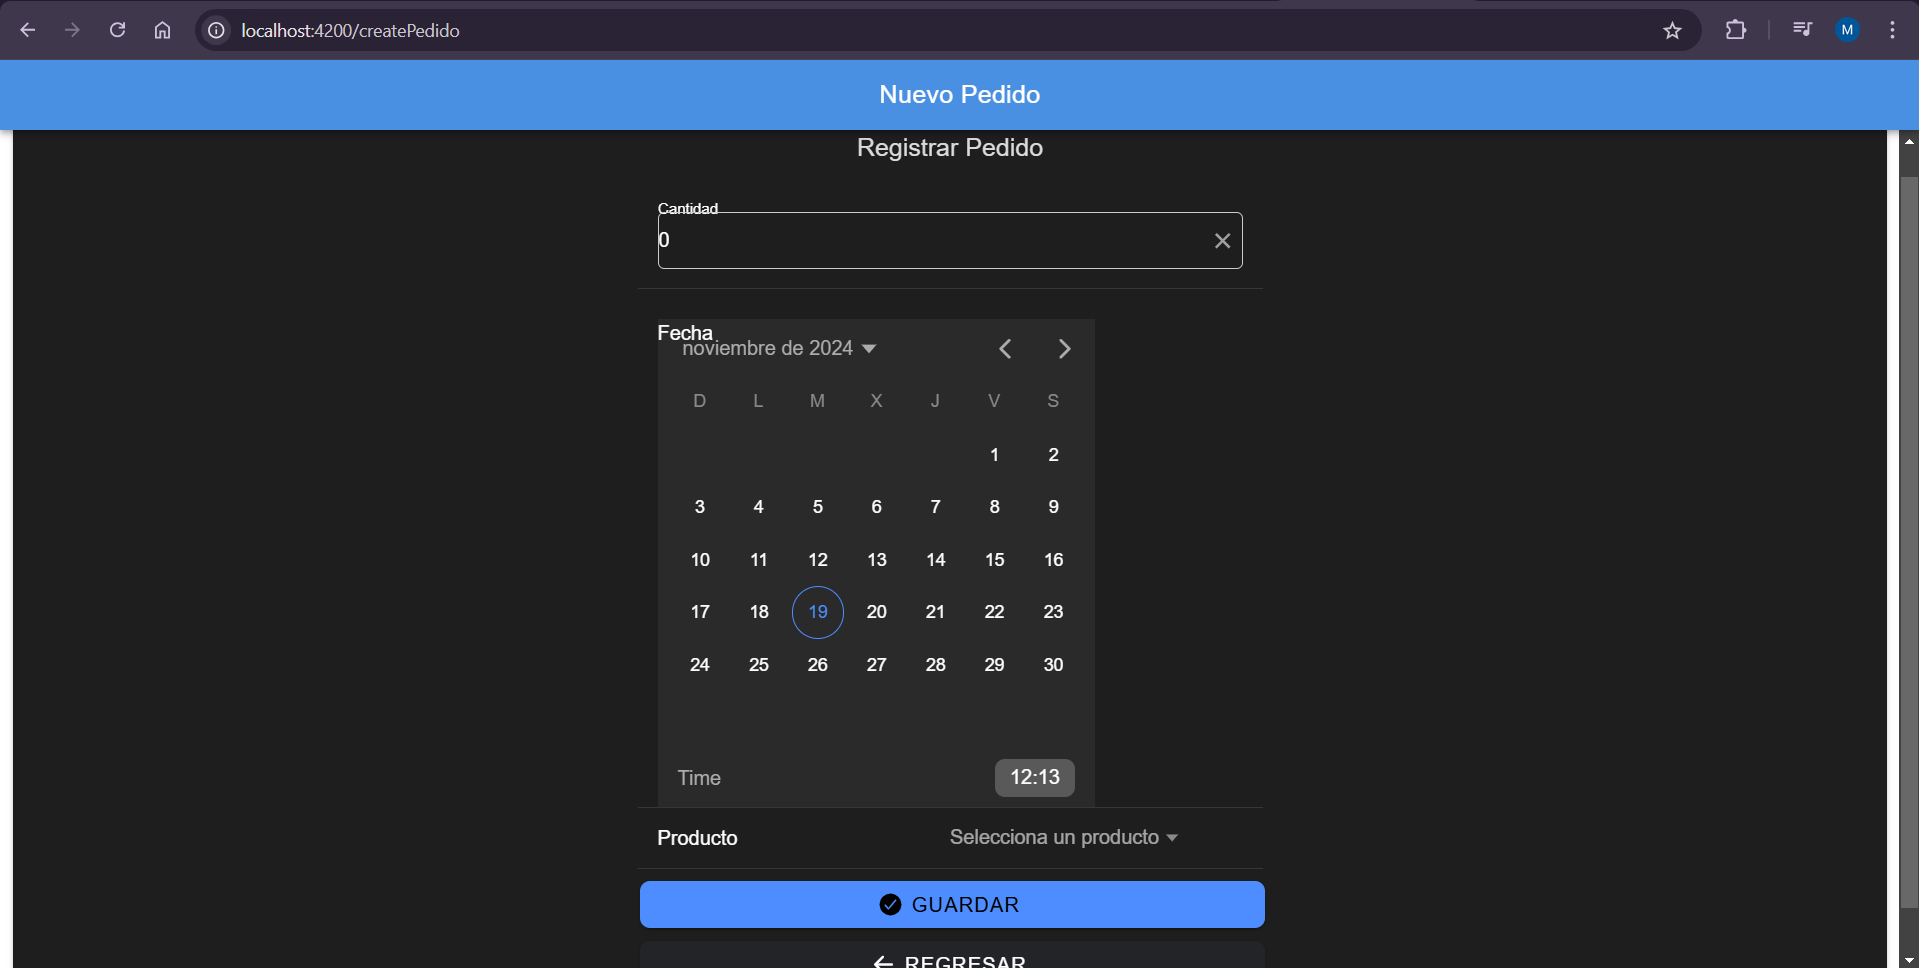 localhost:4200/createPedido
M
Nuevo Pedido
Registrar Pedido
Cantidad
0
Fecha
noviembre de 2024
D L M X J V S
1 2
3 4 5 6 7 8 9
10 11 12 13 14 15 16
17 18 19 20 21 22 23
24 25 26 27 28 29 30
Time 12:13
Producto Selecciona un producto
GUARDAR
REGRESAR